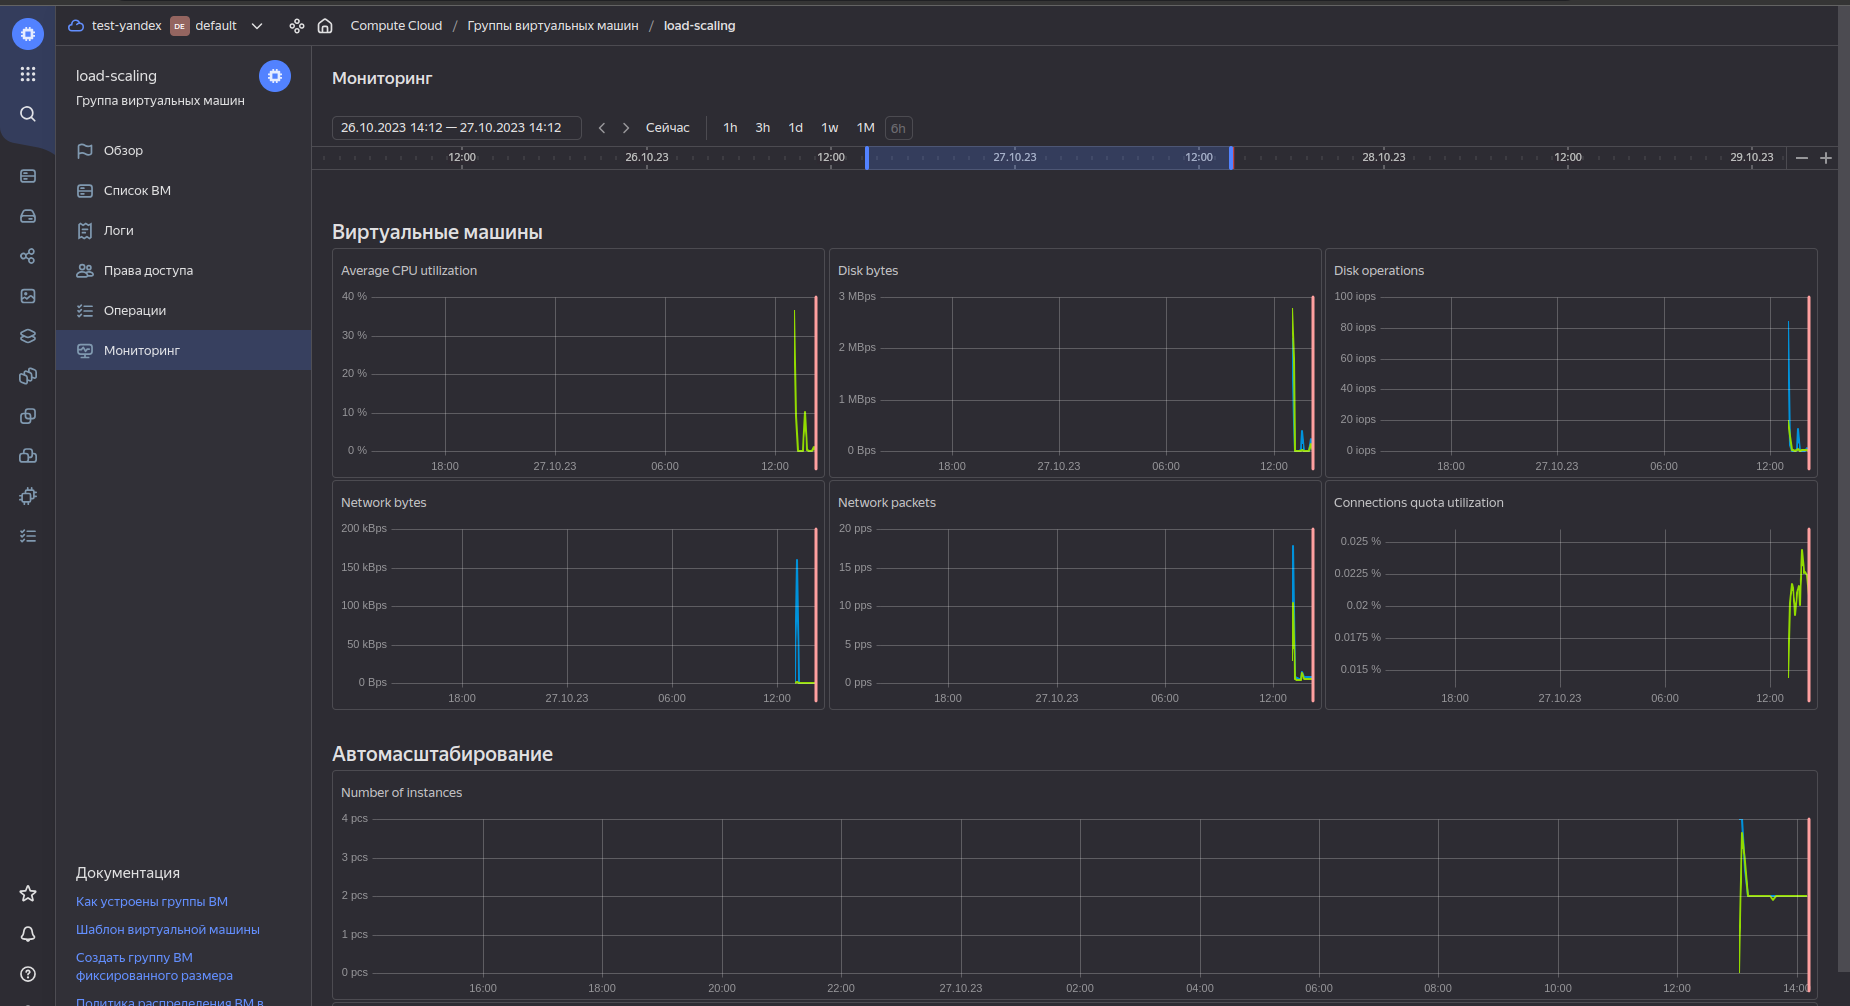 test-yandex DE default Compute Cloud / Группы виртуальных машин / load-scaling
load-scaling
Группа виртуальных машин
Обзор
Список ВМ
Логи
Права доступа
Операции
Мониторинг
Документация
Как устроены группы ВМ
Шаблон виртуальной машины
Создать группу ВМ
фиксированного размера
Политика распределения ВМ в
Мониторинг
26.10.2023 14:12 — 27.10.2023 14:12 Сейчас 1h 3h 1d 1w 1M 6h
12:00 26.10.23 12:00 27.10.23 12:00 28.10.23 12:00 29.10.23
Виртуальные машины
Average CPU utilization
40 %
30 %
20 %
10 %
0 %
18:00 27.10.23 06:00 12:00
Disk bytes
3 MBps
2 MBps
1 MBps
0 Bps
18:00 27.10.23 06:00 12:00
Disk operations
100 iops
80 iops
60 iops
40 iops
20 iops
0 iops
18:00 27.10.23 06:00 12:00
Network bytes
200 kBps
150 kBps
100 kBps
50 kBps
0 Bps
18:00 27.10.23 06:00 12:00
Network packets
20 pps
15 pps
10 pps
5 pps
0 pps
18:00 27.10.23 06:00 12:00
Connections quota utilization
0.025 %
0.0225 %
0.02 %
0.0175 %
0.015 %
18:00 27.10.23 06:00 12:00
Автомасштабирование
Number of instances
4 pcs
3 pcs
2 pcs
1 pcs
0 pcs
16:00 18:00 20:00 22:00 27.10.23 02:00 04:00 06:00 08:00 10:00 12:00 14:00